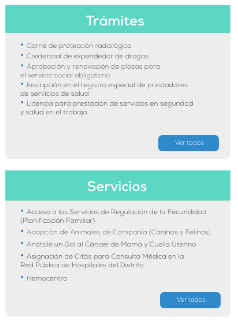 Trámites
• Carné de protección radiológica
• Credencial de expendedor de drogas
• Aprobación y renovación de plazas para
el servicio social obligatorio
• Inscripción en el registro especial de prestadores
de servicios de salud
• Licencia para prestación de servicios en seguridad
y salud en el trabajo
Ver todos
Servicios
• Acceso a los Servicios de Regulación de la Fecundidad
(Planificación Familiar)
• Adopción de Animales de Compañía (Caninos y Felinos)
• Anótale un Gol al Cáncer de Mama y Cuello Uterino
• Asignación de Citas para Consulta Médica en la
Red Pública de Hospitales del Distrito
• Hemocentro
Ver todos